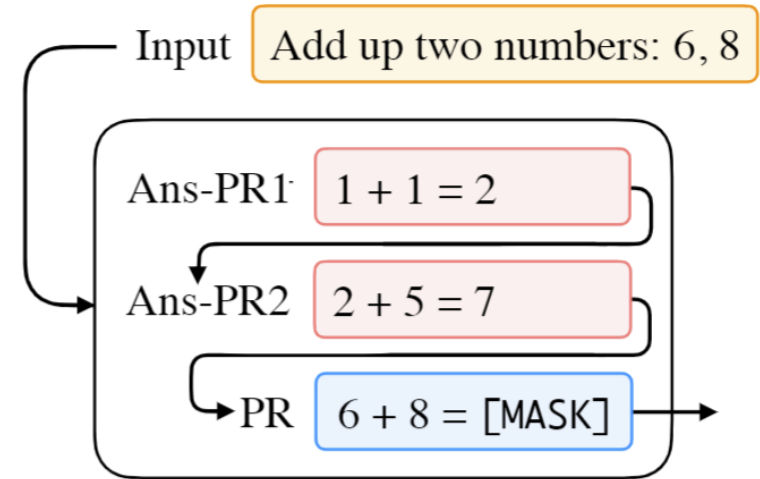 Input Add up two numbers: 6, 8
Ans-PR1 1 + 1 = 2
Ans-PR2 2 + 5 = 7
PR 6 + 8 = [MASK]